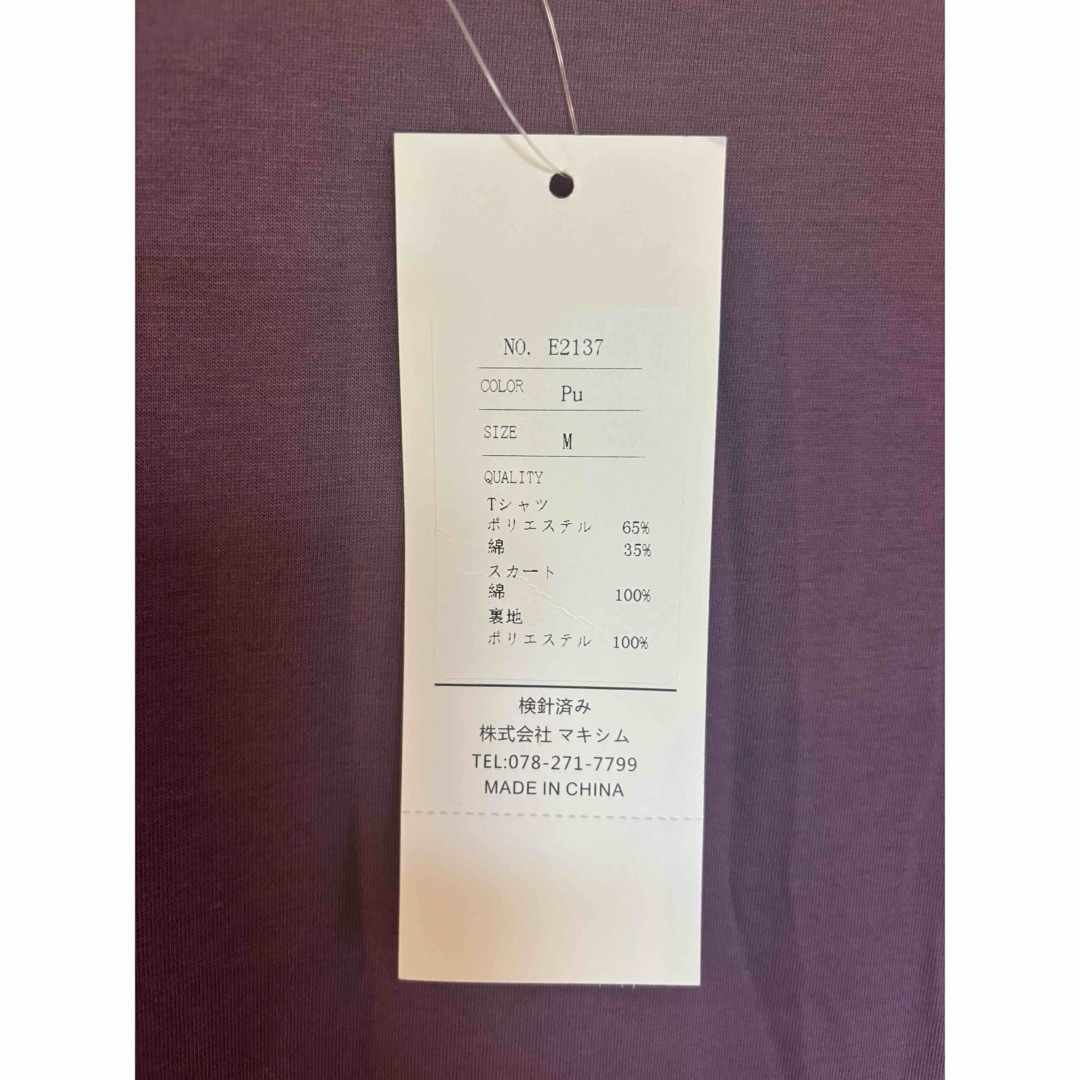 NO. E2137
COLOR Pu
SIZE M
QUALITY
Tシャツ
ポリエステル 65%
綿 35%
スカート
綿 100%
裏地
ポリエステル 100%
検針済み
株式会社 マキシム
TEL:078-271-7799
MADE IN CHINA